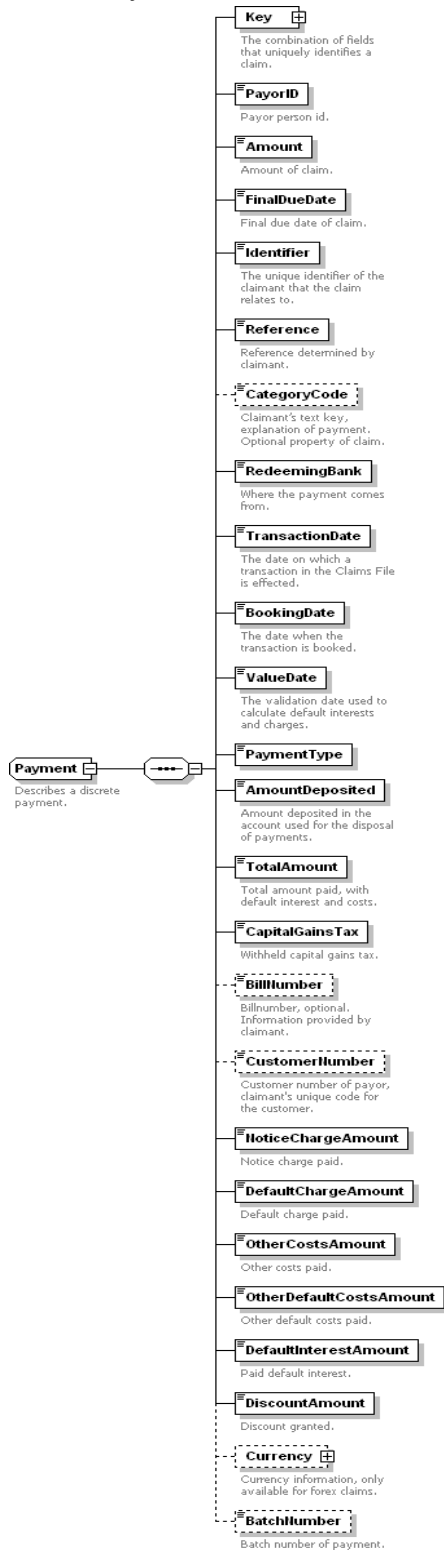 Key
The combination of fields
that uniquely identifies a
claim.
PayorID
Payor person id.
Amount
Amount of claim.
FinalDueDate
Final due date of claim.
Identifier
The unique identifier of the
claimant that the claim
relates to.
Reference
Reference determined by
claimant.
CategoryCode
Claimant's text key,
explanation of payment.
Optional property of claim.
RedeemingBank
Where the payment comes
from.
TransactionDate
The date on which a
transaction in the Claims File
is effected.
BookingDate
The date when the
transaction is booked.
ValueDate
The validation date used to
calculate default interests
and charges.
Payment
Describes a discrete
payment.
PaymentType
AmountDeposited
Amount deposited in the
account used for the disposal
of payments.
TotalAmount
Total amount paid, with
default interest and costs.
CapitalGainsTax
Withheld capital gains tax.
BillNumber
Billnumber, optional.
Information provided by
claimant.
CustomerNumber
Customer number of payor,
claimant's unique code for
the customer.
NoticeChargeAmount
Notice charge paid.
DefaultChargeAmount
Default charge paid.
OtherCostsAmount
Other costs paid.
OtherDefaultCostsAmount
Other default costs paid.
DefaultInterestAmount
Paid default interest.
DiscountAmount
Discount granted.
Currency
Currency information, only
available for forex claims.
BatchNumber
Batch number of payment.